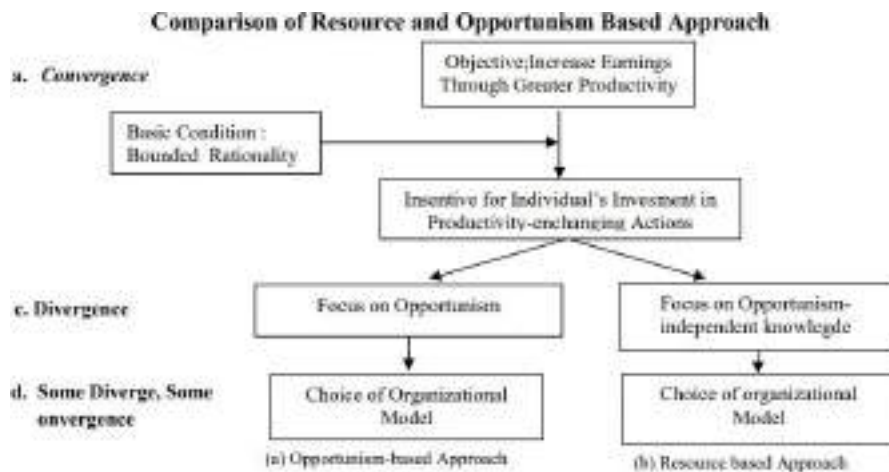 Comparison of Resource and Opportunism Based Approach
a. Convergence
Objective;Increase Earnings
Through Greater Productivity
Basic Condition :
Bounded Rationality
Insentive for Individual's Invesment in
Productivity-enchanging Actions
c. Divergence
Focus on Opportunism
Focus on Opportunism-
independent knowlegde
d. Some Diverge, Some
onvergence
Choice of Organizational
Model
Choice of organizational
Model
(a) Opportunism-based Approach
(b) Resource based Approach